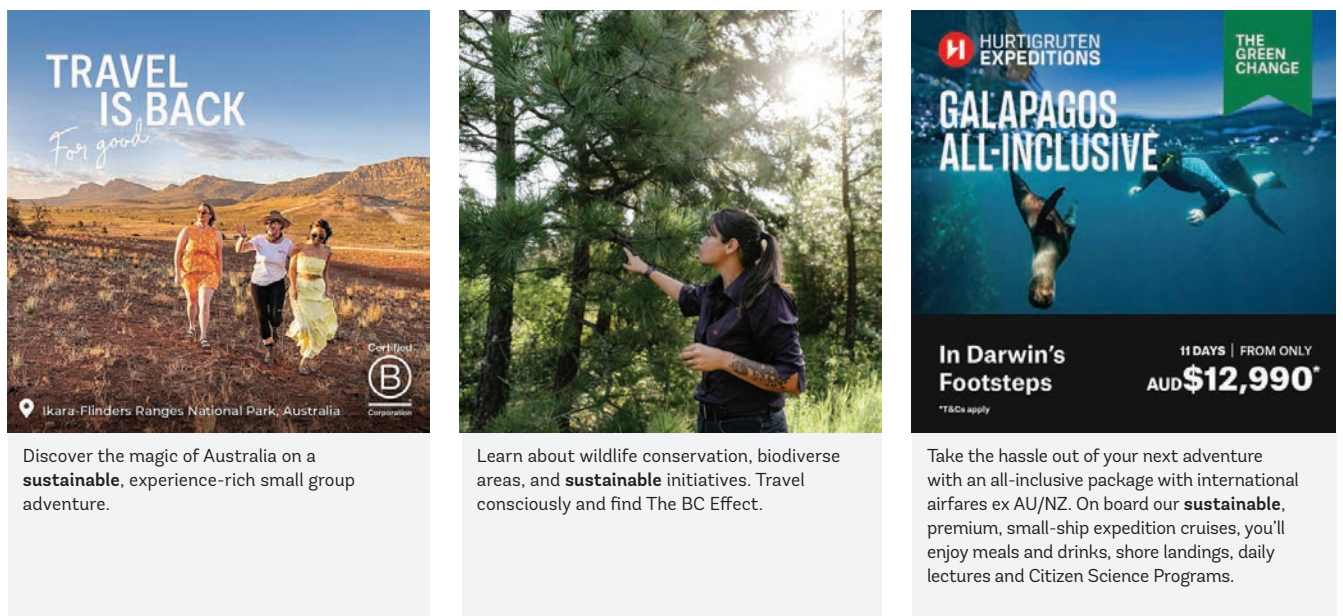 TRAVEL
IS BACK
For good
Certified
B
Corporation
Ikara-Flinders Ranges National Park, Australia
Discover the magic of Australia on a
sustainable, experience-rich small group
adventure.
Learn about wildlife conservation, biodiverse
areas, and sustainable initiatives. Travel
consciously and find The BC Effect.
H
HURTIGRUTEN
EXPEDITIONS
THE
GREEN
CHANGE
GALAPAGOS
ALL-INCLUSIVE
In Darwin's
Footsteps
*T&Cs apply
11 DAYS | FROM ONLY
AUD$12,990*
Take the hassle out of your next adventure
with an all-inclusive package with international
airfares ex AU/NZ. On board our sustainable,
premium, small-ship expedition cruises, you'll
enjoy meals and drinks, shore landings, daily
lectures and Citizen Science Programs.